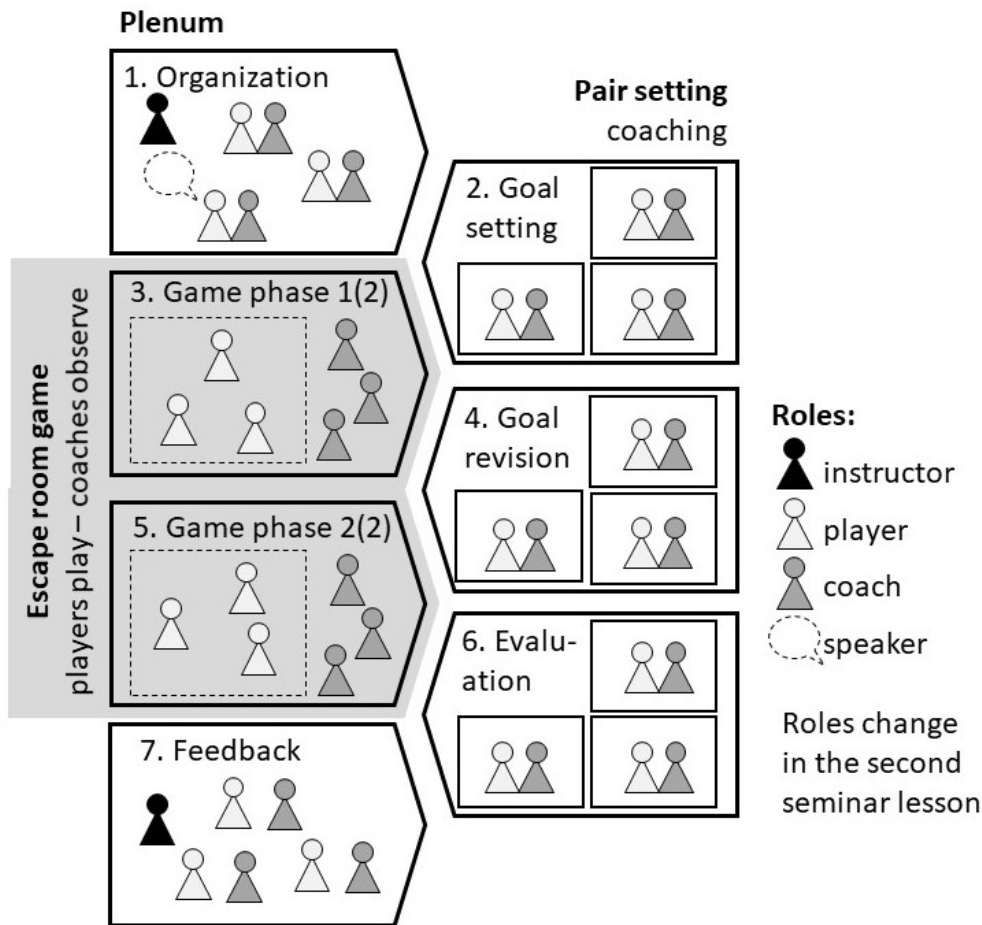 Plenum
1. Organization
Pair setting
coaching
2. Goal
setting
Escape room game
players play – coaches observe
3. Game phase 1(2)
4. Goal
revision
5. Game phase 2(2)
6. Evalu-
ation
7. Feedback
Roles:
instructor
player
coach
speaker
Roles change
in the second
seminar lesson